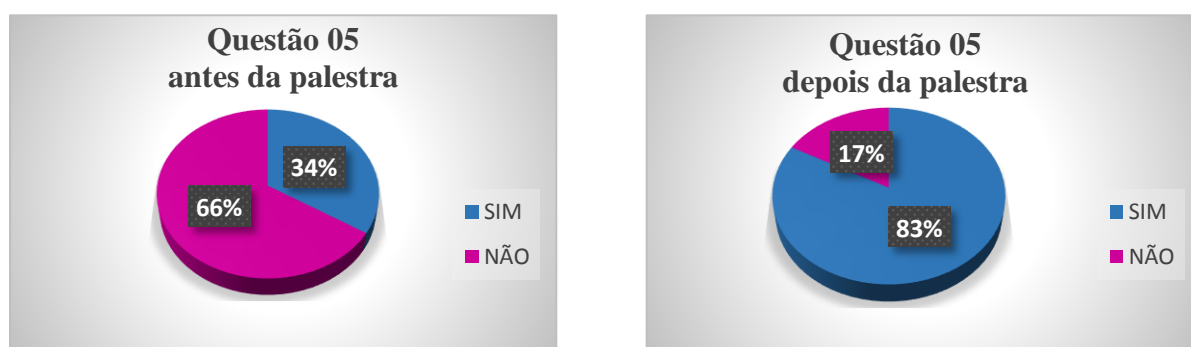 Questão 05
antes da palestra
34%
66%
SIM
NÃO
Questão 05
depois da palestra
17%
83%
SIM
NÃO